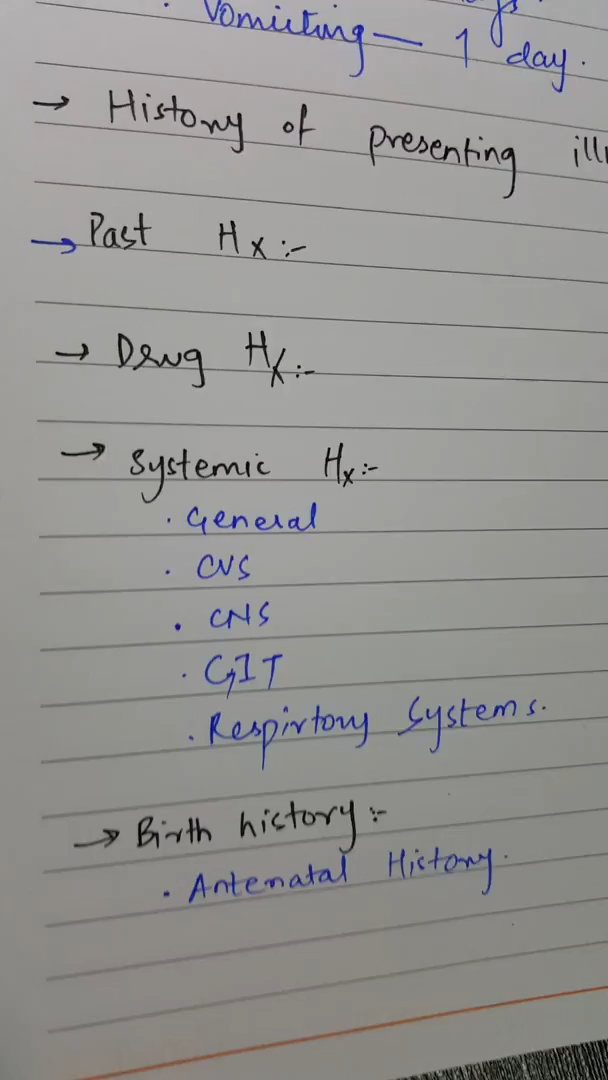 . Vomiting — 1 day.
→ History of presenting
→ Past Hx :-
→ Drug Hx :-
→ Systemic Hx :-
. General
. CVS
. CNS
. GIT
. Respirtory Systems.
→ Birth history :-
. Antenatal History.